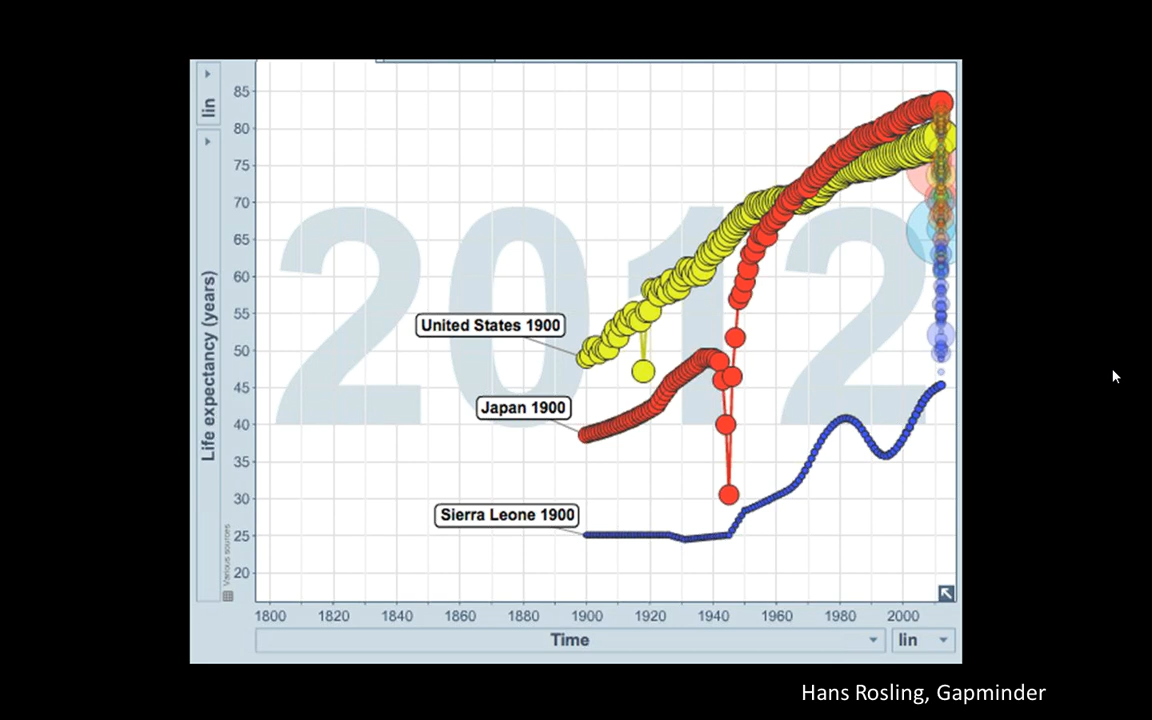 lin
85
80
75
70
65
60
55
50
45
40
35
30
25
20
Life expectancy (years)
Various sources
2012
United States 1900
Japan 1900
Sierra Leone 1900
1800 1820 1840 1860 1880 1900 1920 1940 1960 1980 2000
Time lin
Hans Rosling, Gapminder